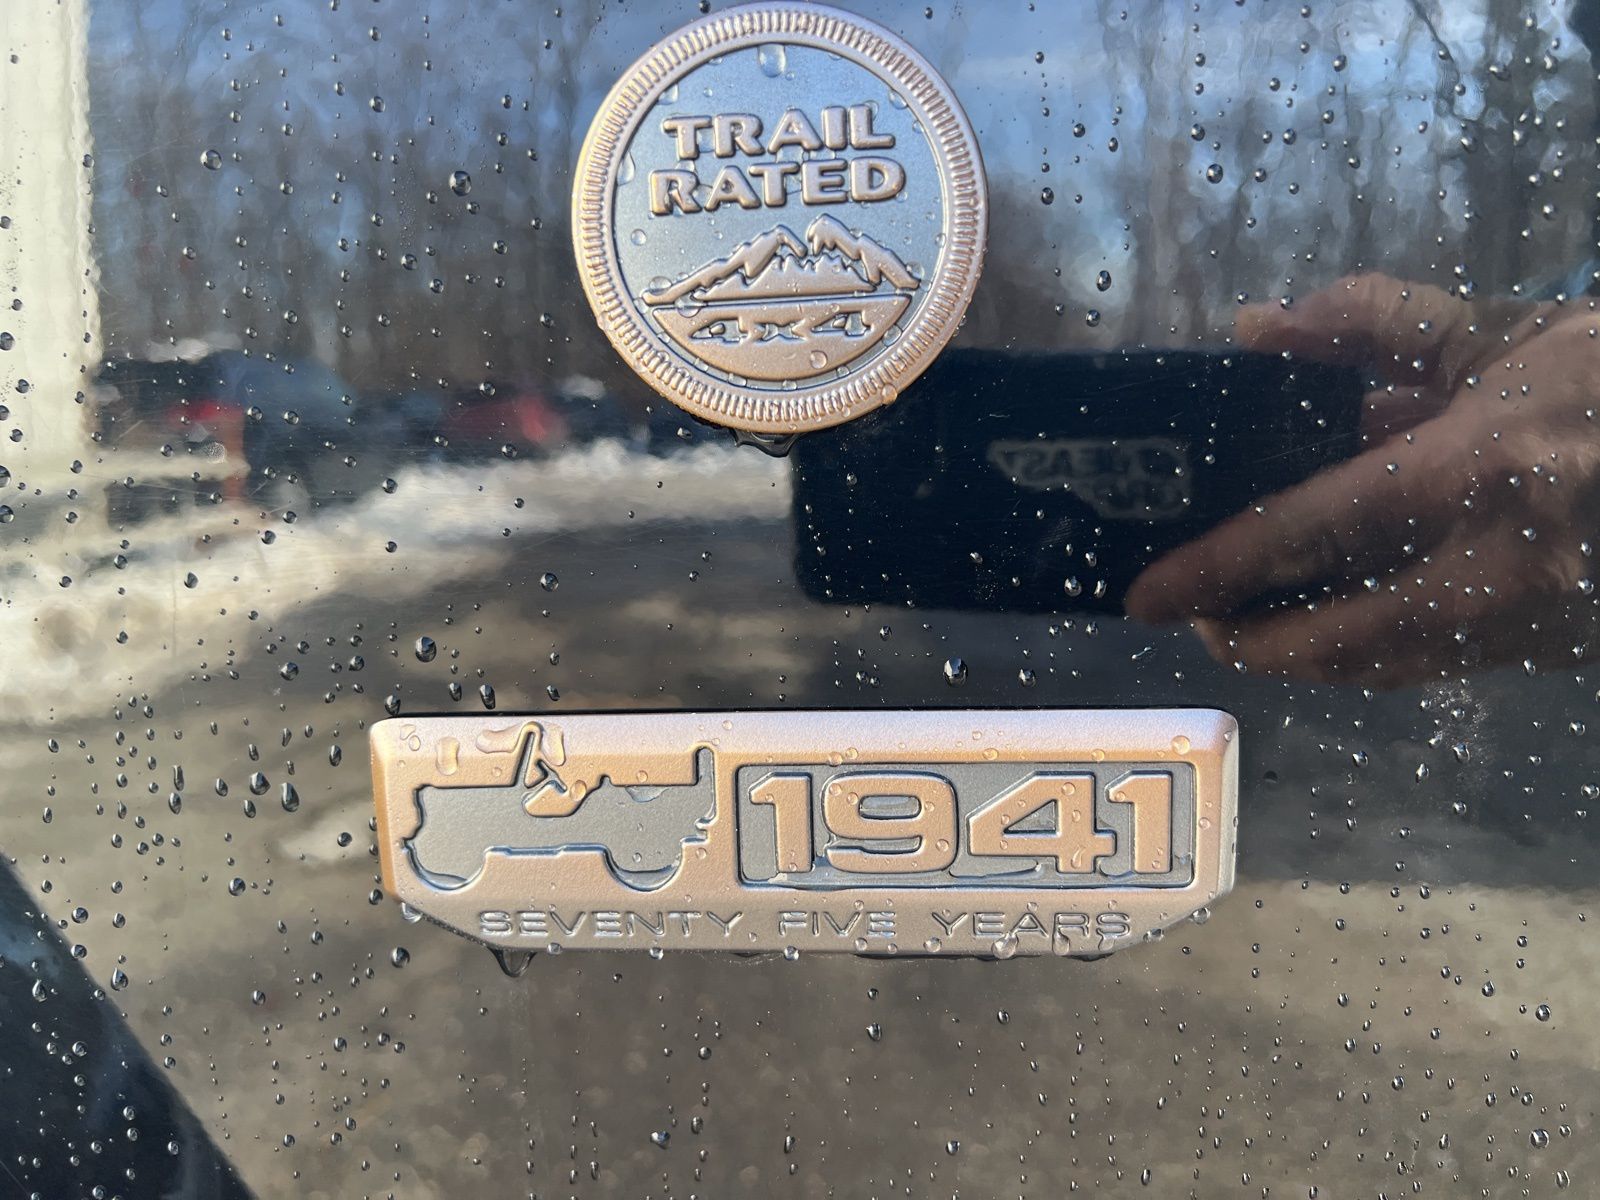 TRAIL
RATED
4x4
1941
SEVENTY FIVE YEARS